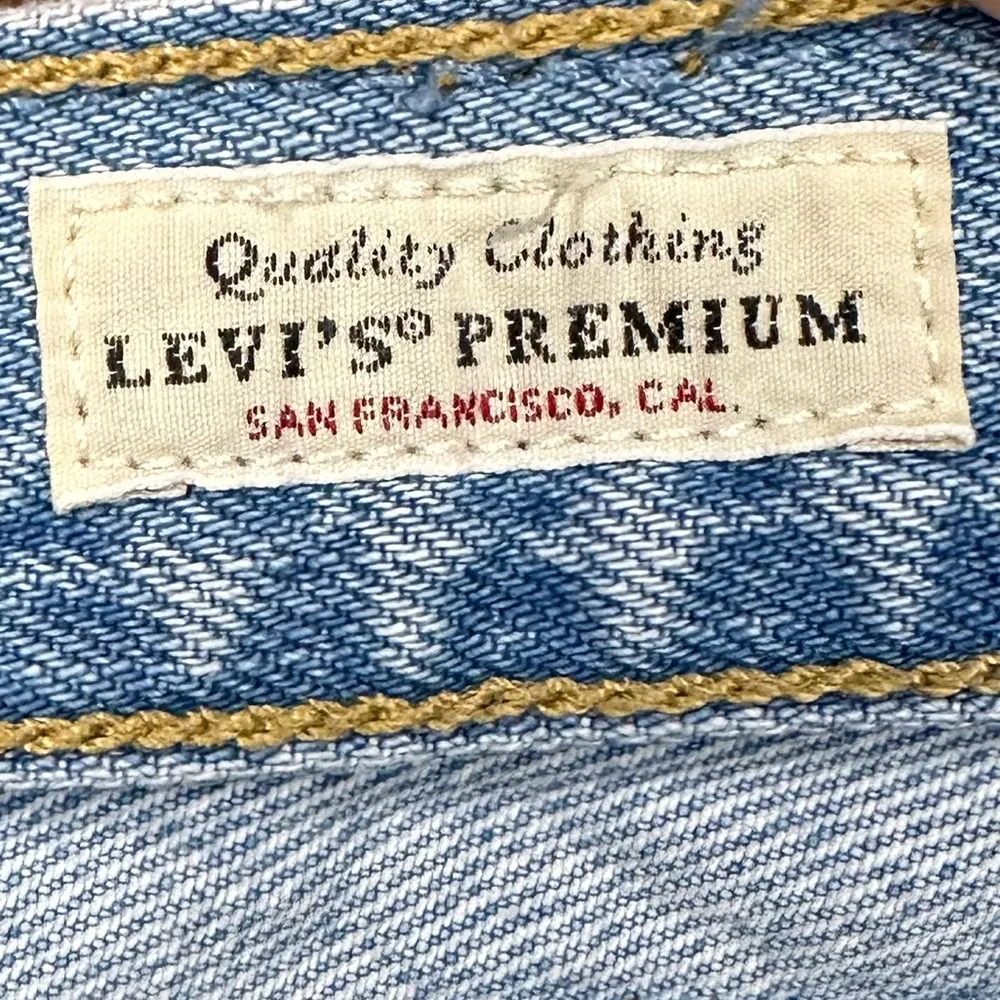 Quality Clothing
LEVI'S® PREMIUM
SAN FRANCISCO, CAL.